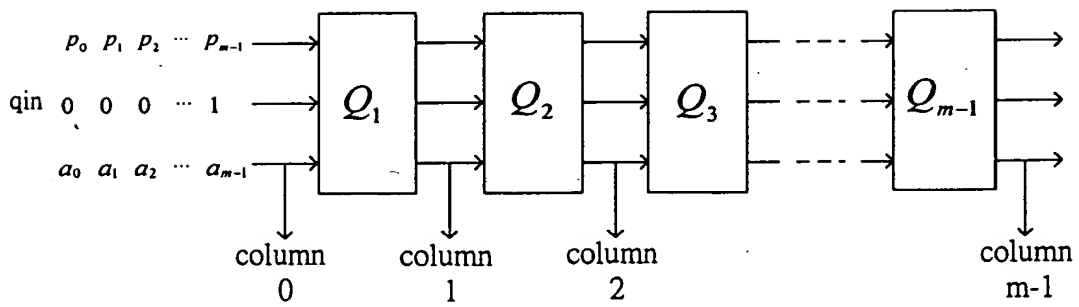 p₀ p₁ p₂ ... pₘ₋₁
qin 0 0 0 ... 1
a₀ a₁ a₂ ... aₘ₋₁
Q₁
Q₂
Q₃
Qₘ₋₁
column
0
column
1
column
2
column
m-1